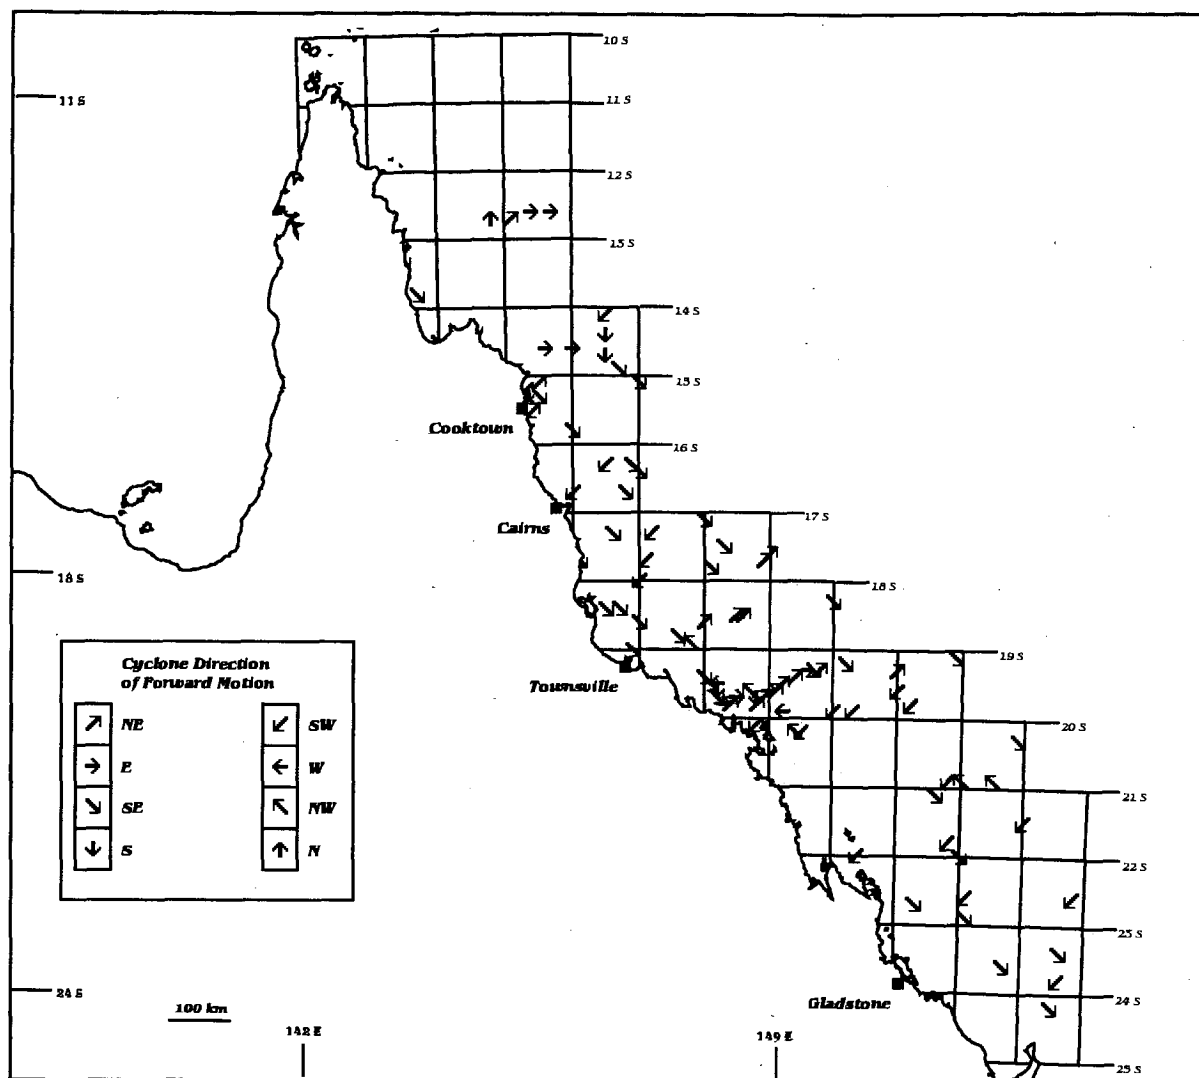 10 S
11 S
11 S
12 S
13 S
14 S
15 S
Cooktown
16 S
Cairns
17 S
18 S
18 S
Cyclone Direction
of Forward Motion
NE
SW
E
W
SE
NW
S
N
19 S
Townsville
20 S
21 S
22 S
23 S
24 S
24 S
Gladstone
100 km
142 E
149 E
25 S